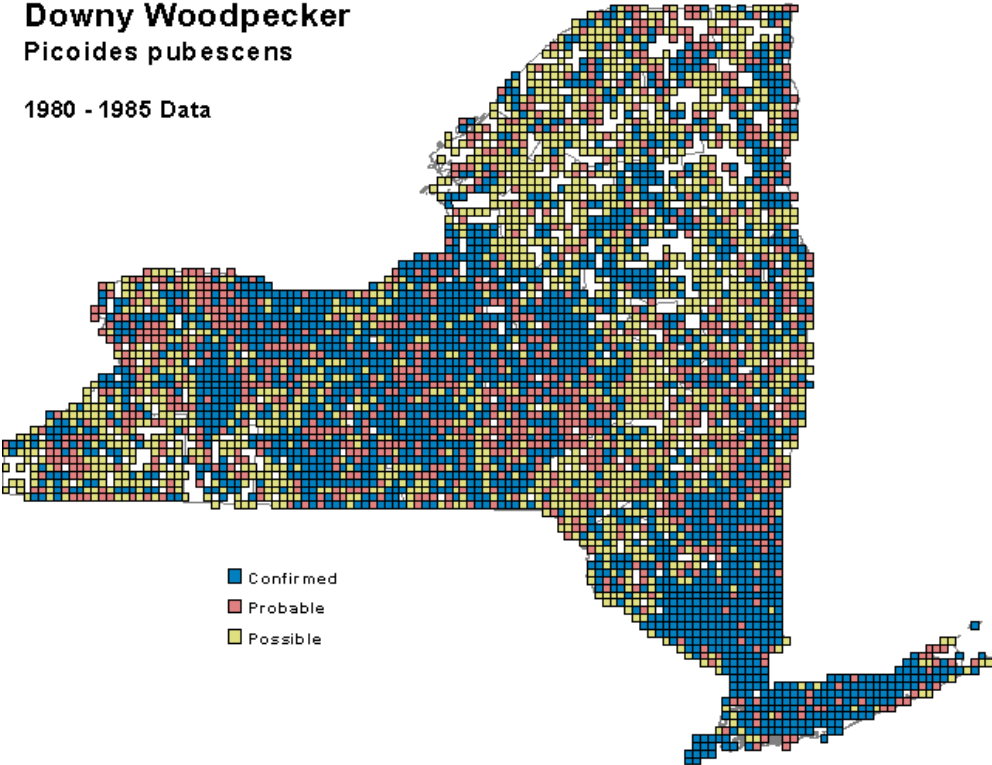 Downy Woodpecker
Picoides pubescens
1980 - 1985 Data
Confirmed
Probable
Possible